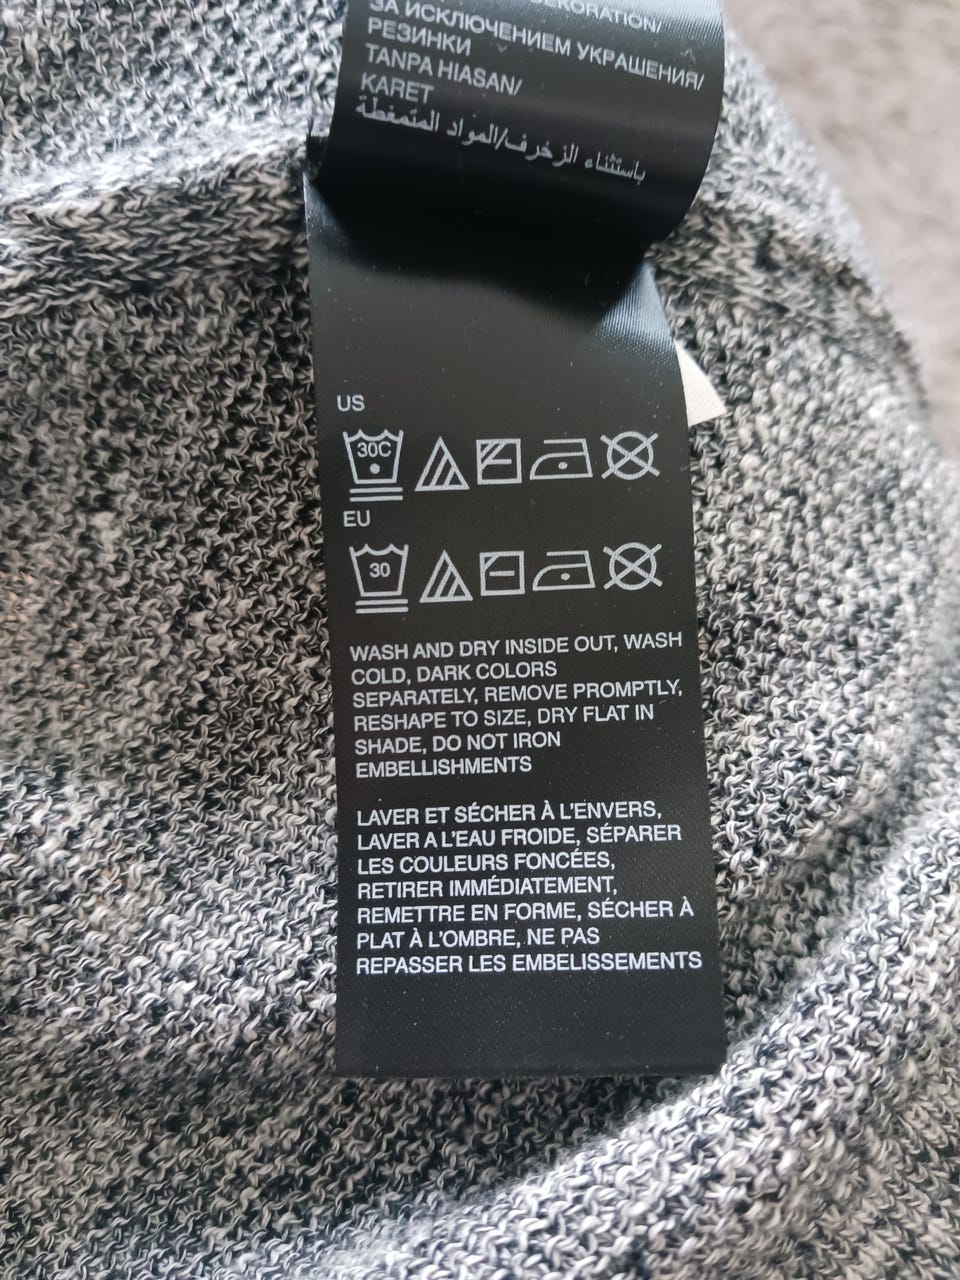 DEKORATION/
ЗА ИСКЛЮЧЕНИЕМ УКРАШЕНИЯ/
РЕЗИНКИ
TANPA HIASAN/
KARET
باستثناء الزخرف/المواد المتمغطة
US
30C
EU
30
WASH AND DRY INSIDE OUT, WASH
COLD, DARK COLORS
SEPARATELY, REMOVE PROMPTLY,
RESHAPE TO SIZE, DRY FLAT IN
SHADE, DO NOT IRON
EMBELLISHMENTS
LAVER ET SÉCHER À L'ENVERS,
LAVER A L'EAU FROIDE, SÉPARER
LES COULEURS FONCÉES,
RETIRER IMMÉDIATEMENT,
REMETTRE EN FORME, SÉCHER À
PLAT À L'OMBRE, NE PAS
REPASSER LES EMBELISSEMENTS